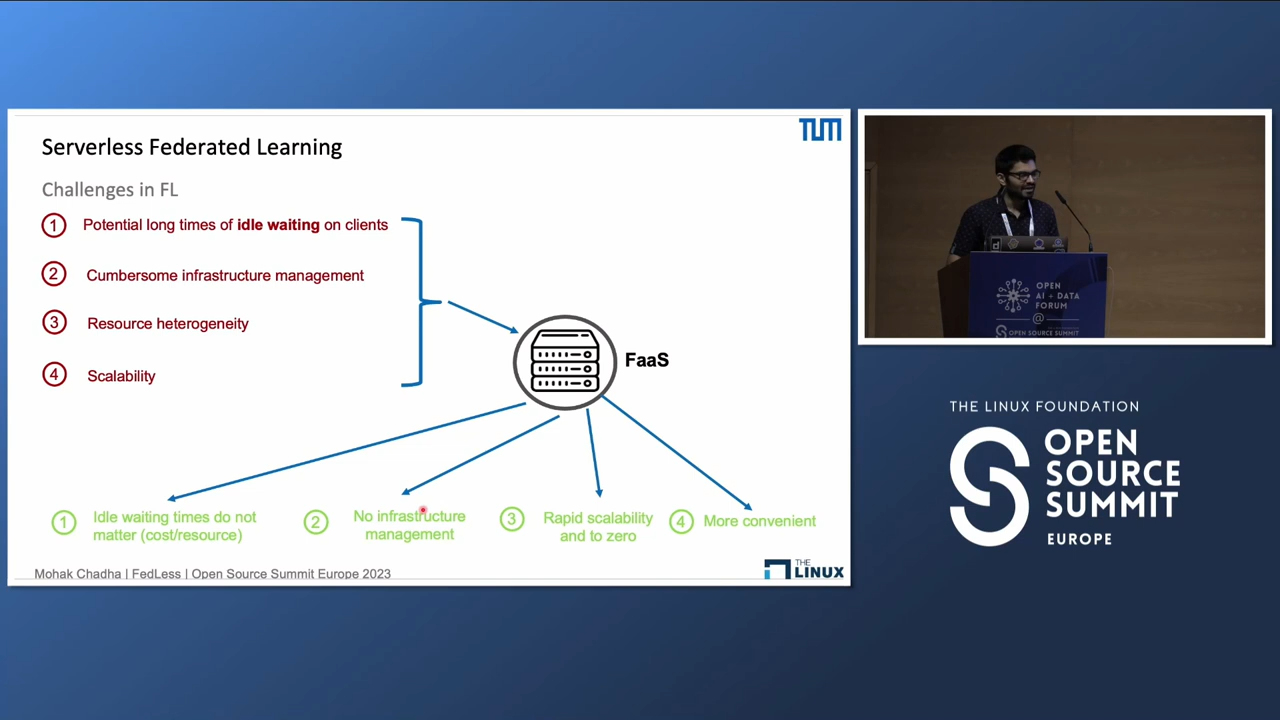 Serverless Federated Learning
TUM
Challenges in FL
1 Potential long times of idle waiting on clients
2 Cumbersome infrastructure management
3 Resource heterogeneity
4 Scalability
FaaS
1 Idle waiting times do not
matter (cost/resource)
2 No infrastructure
management
3 Rapid scalability
and to zero
4 More convenient
Mohak Chadha | FedLess | Open Source Summit Europe 2023
THE
LINUX
OPEN
AI + DATA
FORUM
@
OPEN SOURCE SUMMIT
THE LINUX FOUNDATION
OPEN
SOURCE
SUMMIT
EUROPE